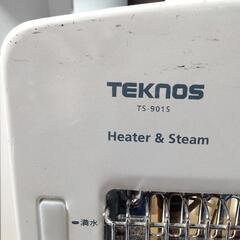 TEKNOS
TS-901S
Heater & Steam
満水